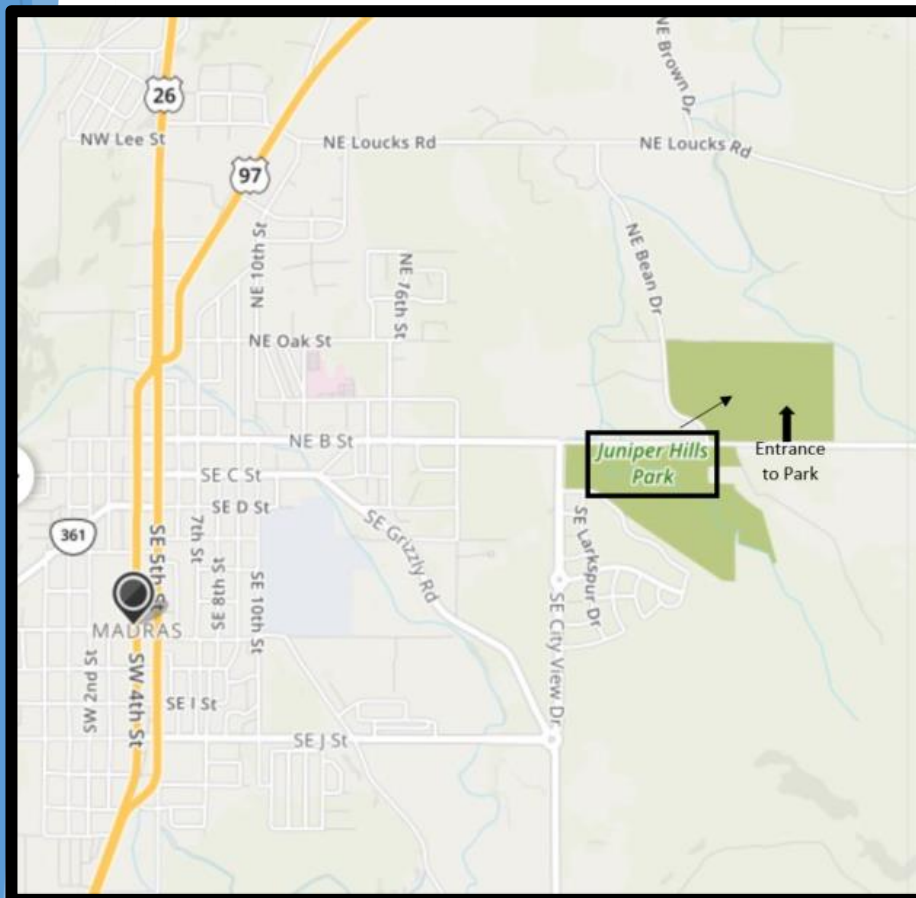 NE Brown Dr
26
NW Lee St
NE Loucks Rd
NE Loucks Rd
97
NE 10th St
NE Bean Dr
NE 16th St
NE Oak St
NE B St
Juniper Hills
Park
Entrance
to Park
SE C St
SE D St
361
7th St
SE 5th St
SE 8th St
SE 10th St
SE Grizzly Rd
SE Larkspur Dr
MADRAS
SE City View Dr
SW 2nd St
SW 4th St
SE I St
SE J St